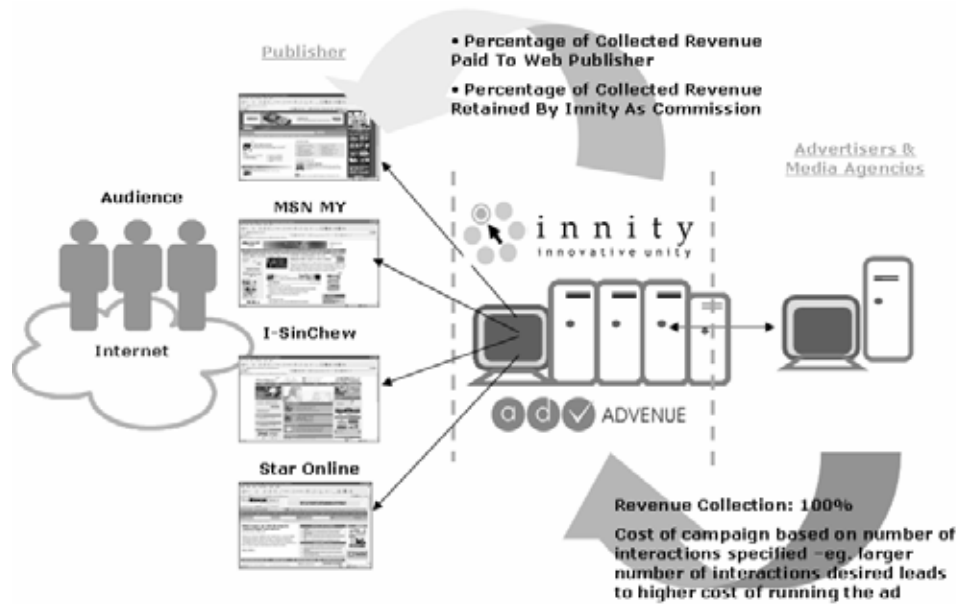 Publisher
• Percentage of Collected Revenue
Paid To Web Publisher
• Percentage of Collected Revenue
Retained By Innity As Commission
Advertisers &
Media Agencies
Audience
MSN MY
innity
innovative unity
I-SinChew
Internet
adv ADVENUE
Star Online
Revenue Collection: 100%
Cost of campaign based on number of
interactions specified –eg. larger
number of interactions desired leads
to higher cost of running the ad